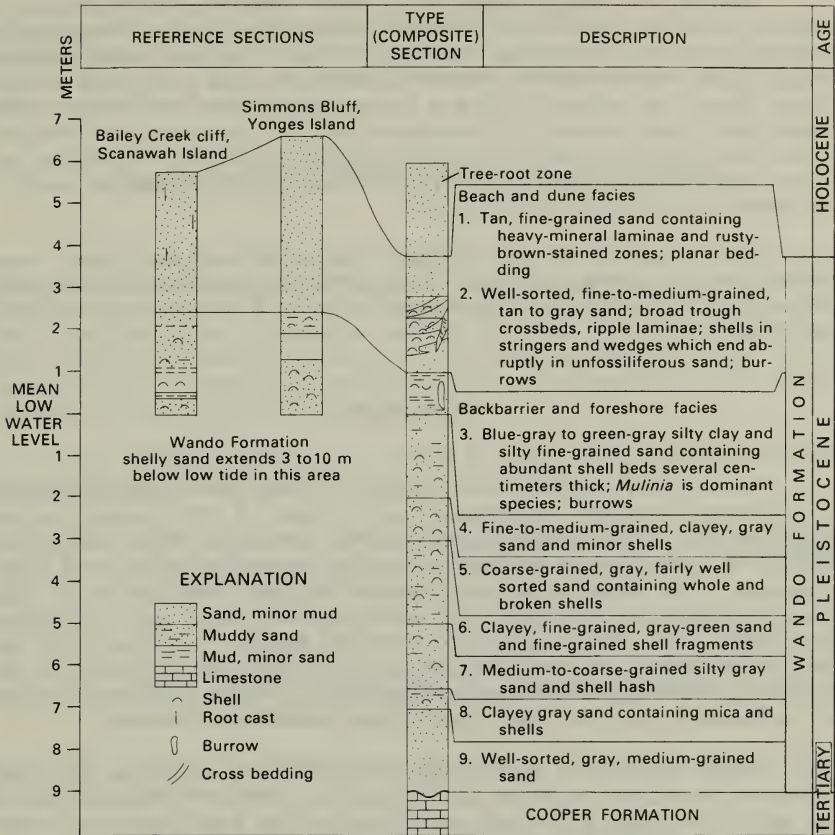 REFERENCE SECTIONS
TYPE
(COMPOSITE)
SECTION
DESCRIPTION
AGE
METERS
7
6
5
4
3
2
1
MEAN
LOW
WATER
LEVEL
1
2
3
4
5
6
7
8
9
Bailey Creek cliff,
Scanawah Island
Simmons Bluff,
Yonges Island
Wando Formation
shelly sand extends 3 to 10 m
below low tide in this area
EXPLANATION
Sand, minor mud
Muddy sand
Mud, minor sand
Limestone
Shell
Root cast
Burrow
Cross bedding
Tree-root zone
Beach and dune facies
1. Tan, fine-grained sand containing
heavy-mineral laminae and rusty-
brown-stained zones; planar bed-
ding
2. Well-sorted, fine-to-medium-grained,
tan to gray sand; broad trough
crossbeds, ripple laminae; shells in
stringers and wedges which end ab-
ruptly in unfossiliferous sand; bur-
rows
Backbarrier and foreshore facies
3. Blue-gray to green-gray silty clay and
silty fine-grained sand containing
abundant shell beds several cen-
timeters thick; Mulinia is dominant
species; burrows
4. Fine-to-medium-grained, clayey, gray
sand and minor shells
5. Coarse-grained, gray, fairly well
sorted sand containing whole and
broken shells
6. Clayey, fine-grained, gray-green sand
and fine-grained shell fragments
7. Medium-to-coarse-grained silty gray
sand and shell hash
8. Clayey gray sand containing mica and
shells
9. Well-sorted, gray, medium-grained
sand
COOPER FORMATION
WANDO FORMATION
HOLOCENE
PLEISTOCENE
TERTIARY